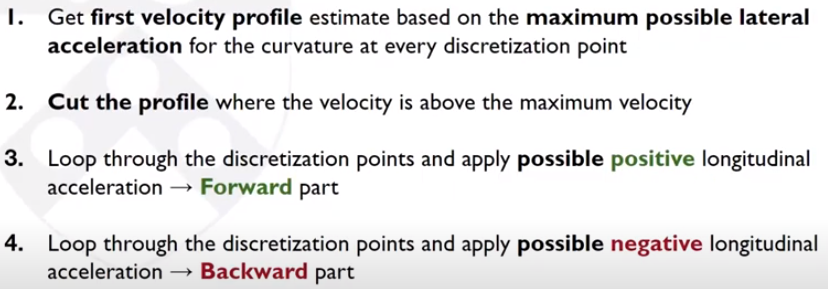 1. Get first velocity profile estimate based on the maximum possible lateral
acceleration for the curvature at every discretization point
2. Cut the profile where the velocity is above the maximum velocity
3. Loop through the discretization points and apply possible positive longitudinal
acceleration → Forward part
4. Loop through the discretization points and apply possible negative longitudinal
acceleration → Backward part